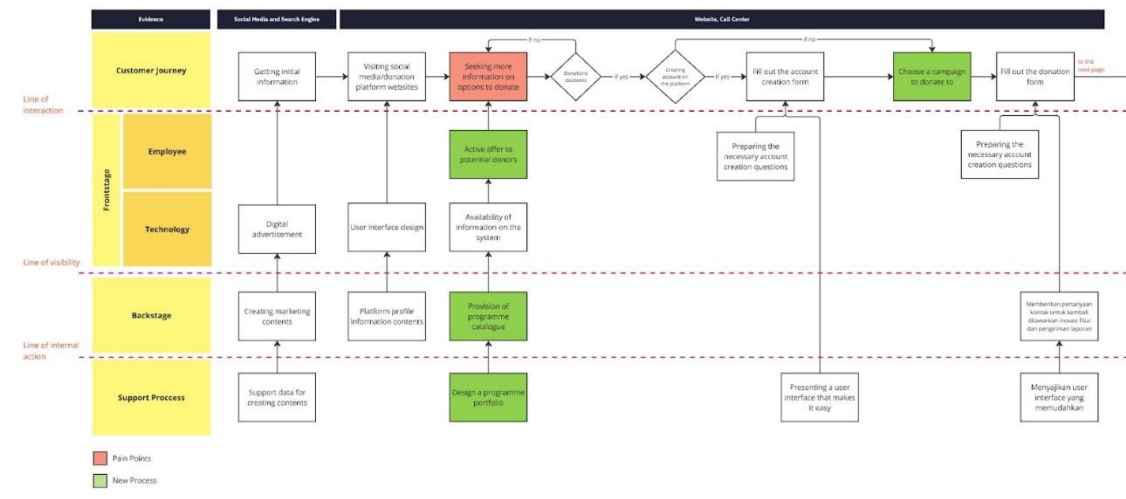 Evidence
Social Media and Search Engine
Website, Call Center
Customer Journey
Getting initial
information
Visiting social
media/donation
platform websites
Seeking more
information on
options to donate
If no
Donations
decisions
If yes
If no
Creating
account on
the platform
If yes
Fill out the account
creation form
Choose a campaign
to donate to
Fill out the donation
form
to the
next page
Line of
interaction
Frontstage
Employee
Active offer to
potential donors
Preparing the
necessary account
creation questions
Preparing the
necessary account
creation questions
Technology
Digital
advertisement
User interface design
Availability of
information on the
system
Line of visibility
Backstage
Creating marketing
contents
Platform profile
information contents
Provision of
programme
catalogue
Memberikan pertanyaan
kontak untuk kembali
ditawarkan inovasi fitur
dan pengiriman laporan
Line of internal
action
Support Proccess
Support data for
creating contents
Design a programme
portfolio
Presenting a user
interface that makes
it easy
Menyajikan user
interface yang
memudahkan
Pain Points
New Process